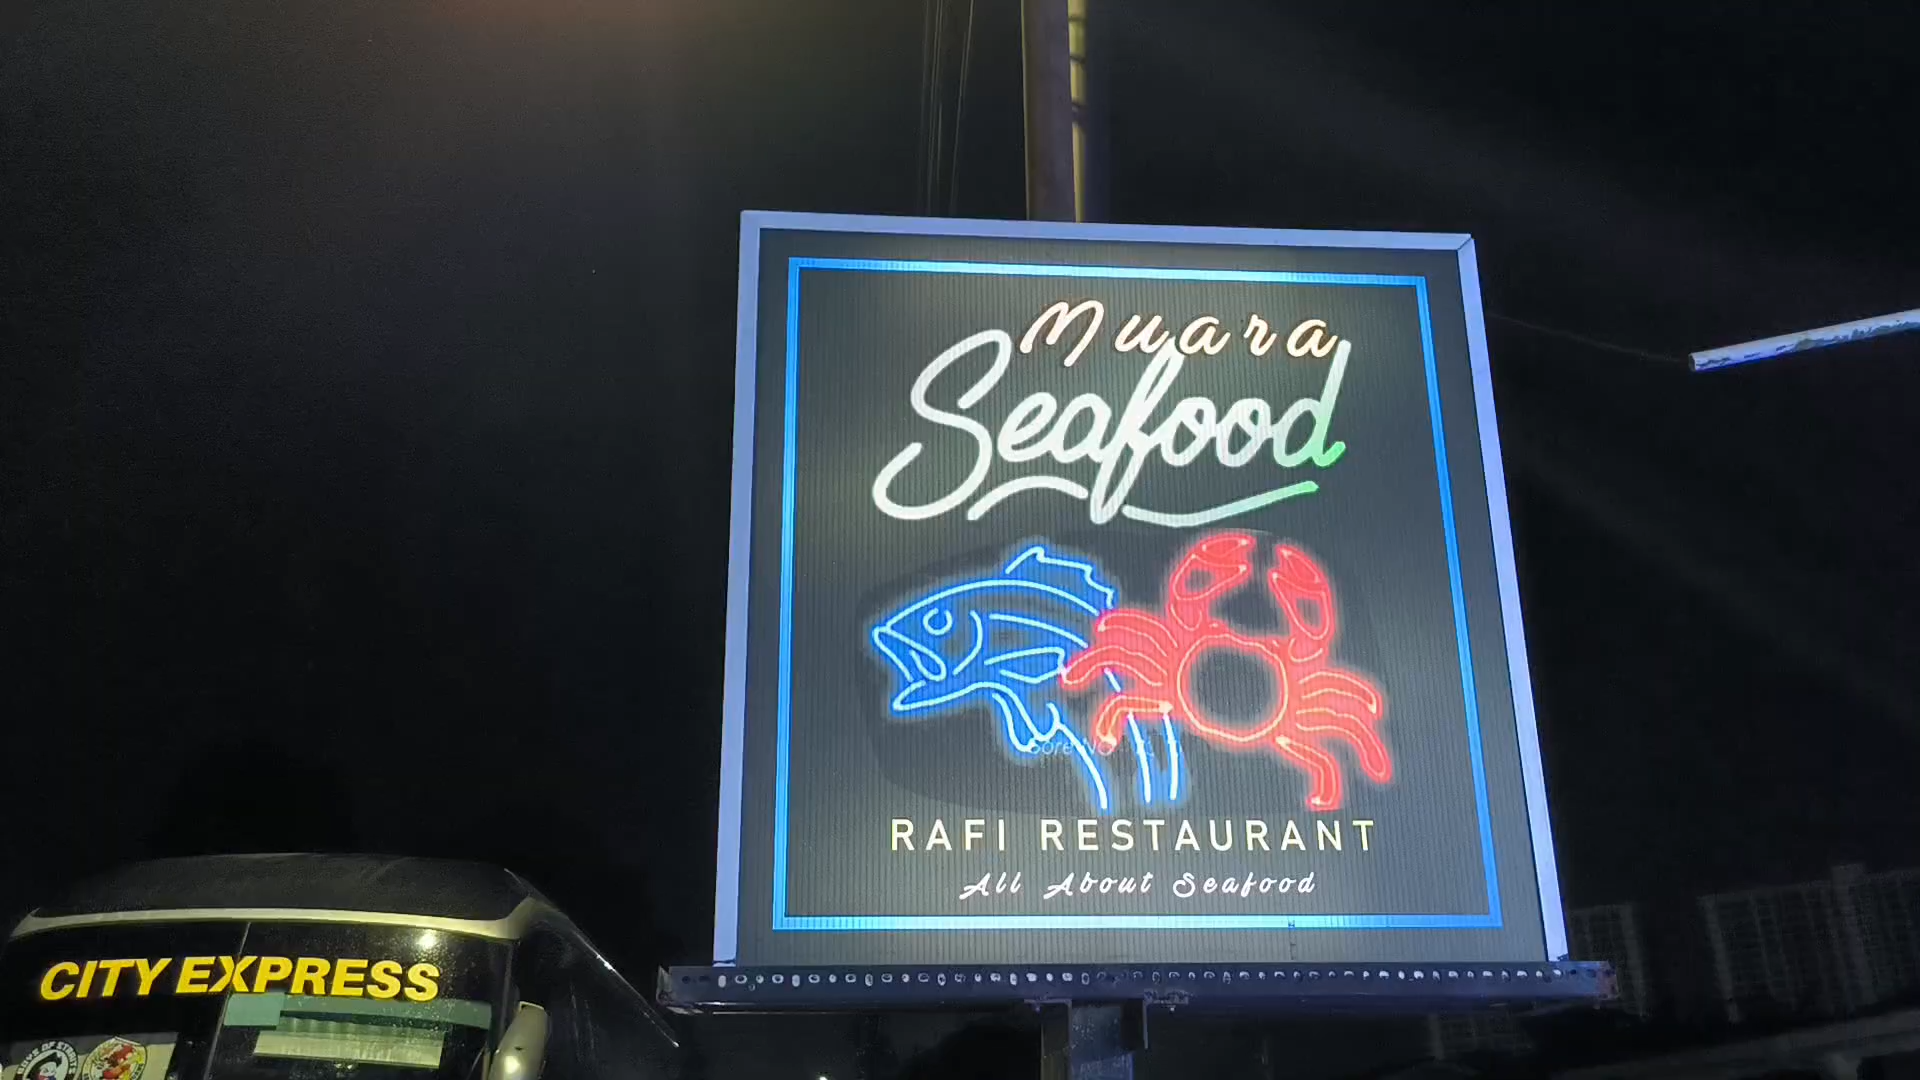 Muara
Seafood
RAFI RESTAURANT
All About Seafood
CITY EXPRESS